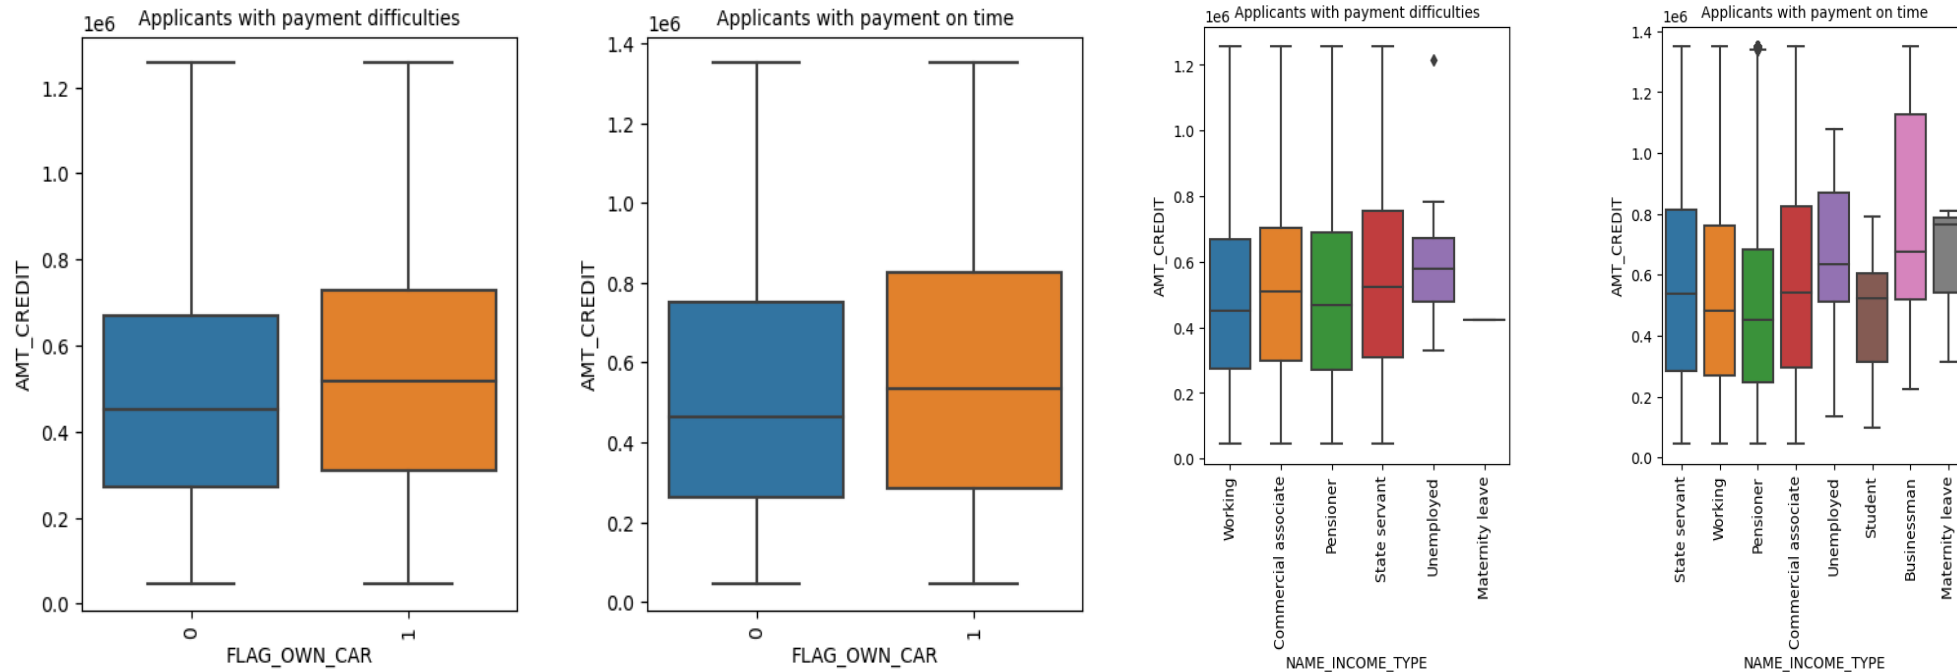 Applicants with payment difficulties
1e6
AMT_CREDIT
1.2
1.0
0.8
0.6
0.4
0.2
0.0
0
1
FLAG_OWN_CAR
Applicants with payment on time
1e6
AMT_CREDIT
1.4
1.2
1.0
0.8
0.6
0.4
0.2
0.0
0
1
FLAG_OWN_CAR
Applicants with payment difficulties
1e6
AMT_CREDIT
1.2
1.0
0.8
0.6
0.4
0.2
0.0
Working
Commercial associate
Pensioner
State servant
Unemployed
Maternity leave
NAME_INCOME_TYPE
Applicants with payment on time
1e6
AMT_CREDIT
1.4
1.2
1.0
0.8
0.6
0.4
0.2
0.0
State servant
Working
Pensioner
Commercial associate
Unemployed
Student
Businessman
Maternity leave
NAME_INCOME_TYPE